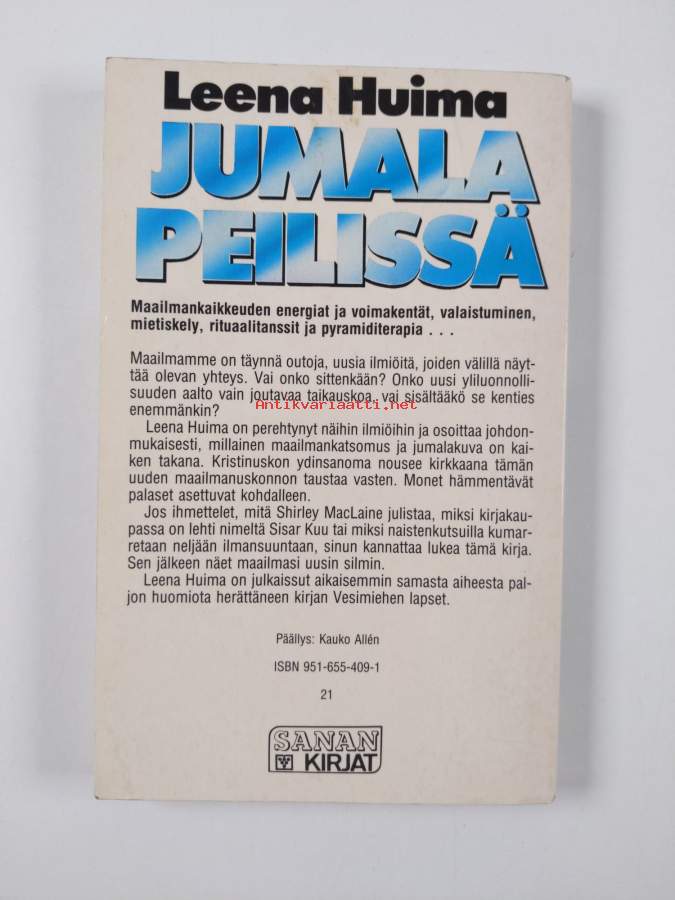 Leena Huima
JUMALA
PEILISSÄ
Maailmankaikkeuden energiat ja voimakentät, valaistuminen,
mietiskely, rituaalitanssit ja pyramiditerapia . . .
Maailmamme on täynnä outoja, uusia ilmiöitä, joiden välillä näyt-
tää olevan yhteys. Vai onko sittenkään? Onko uusi yliluonnolli-
suuden aalto vain joutavaa taikauskoa, vai sisältääkö se kenties
Antikvariaatti.net
enemmänkin?
Leena Huima on perehtynyt näihin ilmiöihin ja osoittaa johdon-
mukaisesti, millainen maailmankatsomus ja jumalakuva on kai-
ken takana. Kristinuskon ydinsanoma nousee kirkkaana tämän
uuden maailmanuskonnon taustaa vasten. Monet hämmentävät
palaset asettuvat kohdalleen.
Jos ihmettelet, mitä Shirley MacLaine julistaa, miksi kirjakau-
passa on lehti nimeltä Sisar Kuu tai miksi naistenkutsuilla kumar-
retaan neljään ilmansuuntaan, sinun kannattaa lukea tämä kirja.
Sen jälkeen näet maailmasi uusin silmin.
Leena Huima on julkaissut aikaisemmin samasta aiheesta pal-
jon huomiota herättäneen kirjan Vesimiehen lapset.
Päällys: Kauko Allén
ISBN 951-655-409-1
21
SANAN
KIRJAT